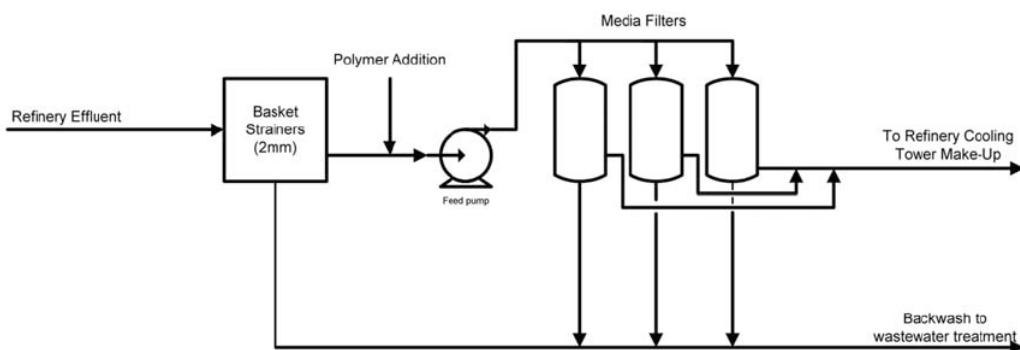 Media Filters
Polymer Addition
Refinery Effluent
Basket
Strainers
(2mm)
Feed pump
To Refinery Cooling
Tower Make-Up
Backwash to
wastewater treatment